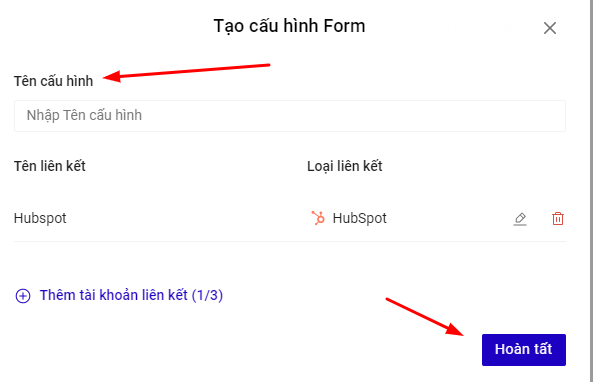 Tạo cấu hình Form
Tên cấu hình
Nhập Tên cấu hình
Tên liên kết Loại liên kết
Hubspot HubSpot
Thêm tài khoản liên kết (1/3)
Hoàn tất